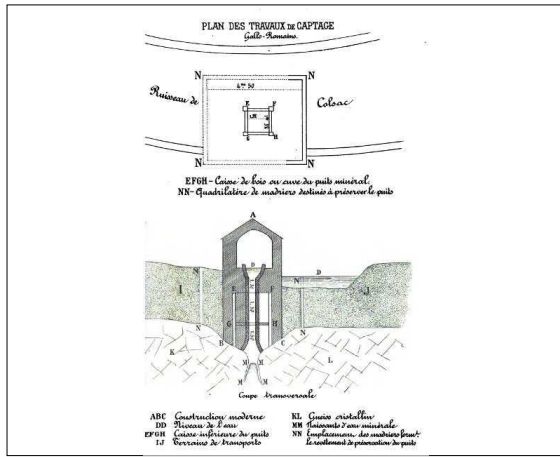 PLAN DES TRAVAUX DE CAPTAGE
Gallo-Romains.
N N
4m 50
Ruisseau de Colsac
E F
G H
N N
EFGH - Caisse de bois ou cuve du puits minéral.
NN - Quadrilatère de madriers destinés à préserver le puits
A
D
N N D
I E F J
N G H N
K B C L
M M
M M
Coupe transversale
ABC Construction moderne
DD Niveau de l'eau
EFGH Caisse inférieure du puits
IJ Terrains de transports
KL Gneiss cristallin
MM Naissants d'eau minérale
NN Emplacement des madriers formt.
le revêtement de préservation du puits